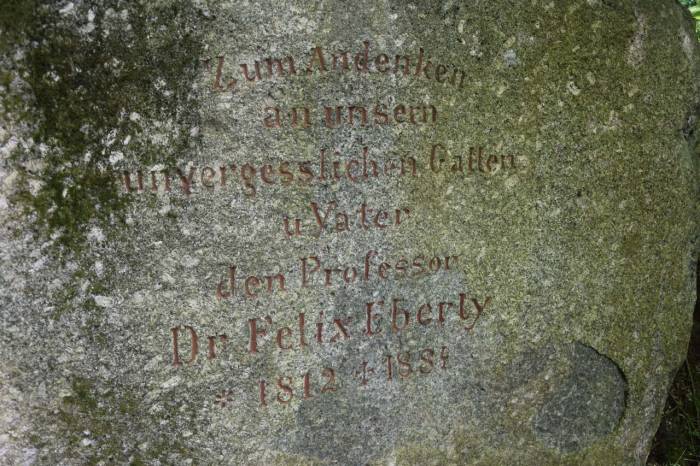 Zum Andenken
an unsern
unvergesslichen Gatten
u Vater
den Professor
Dr Felix Eberty
* 1812 + 1884